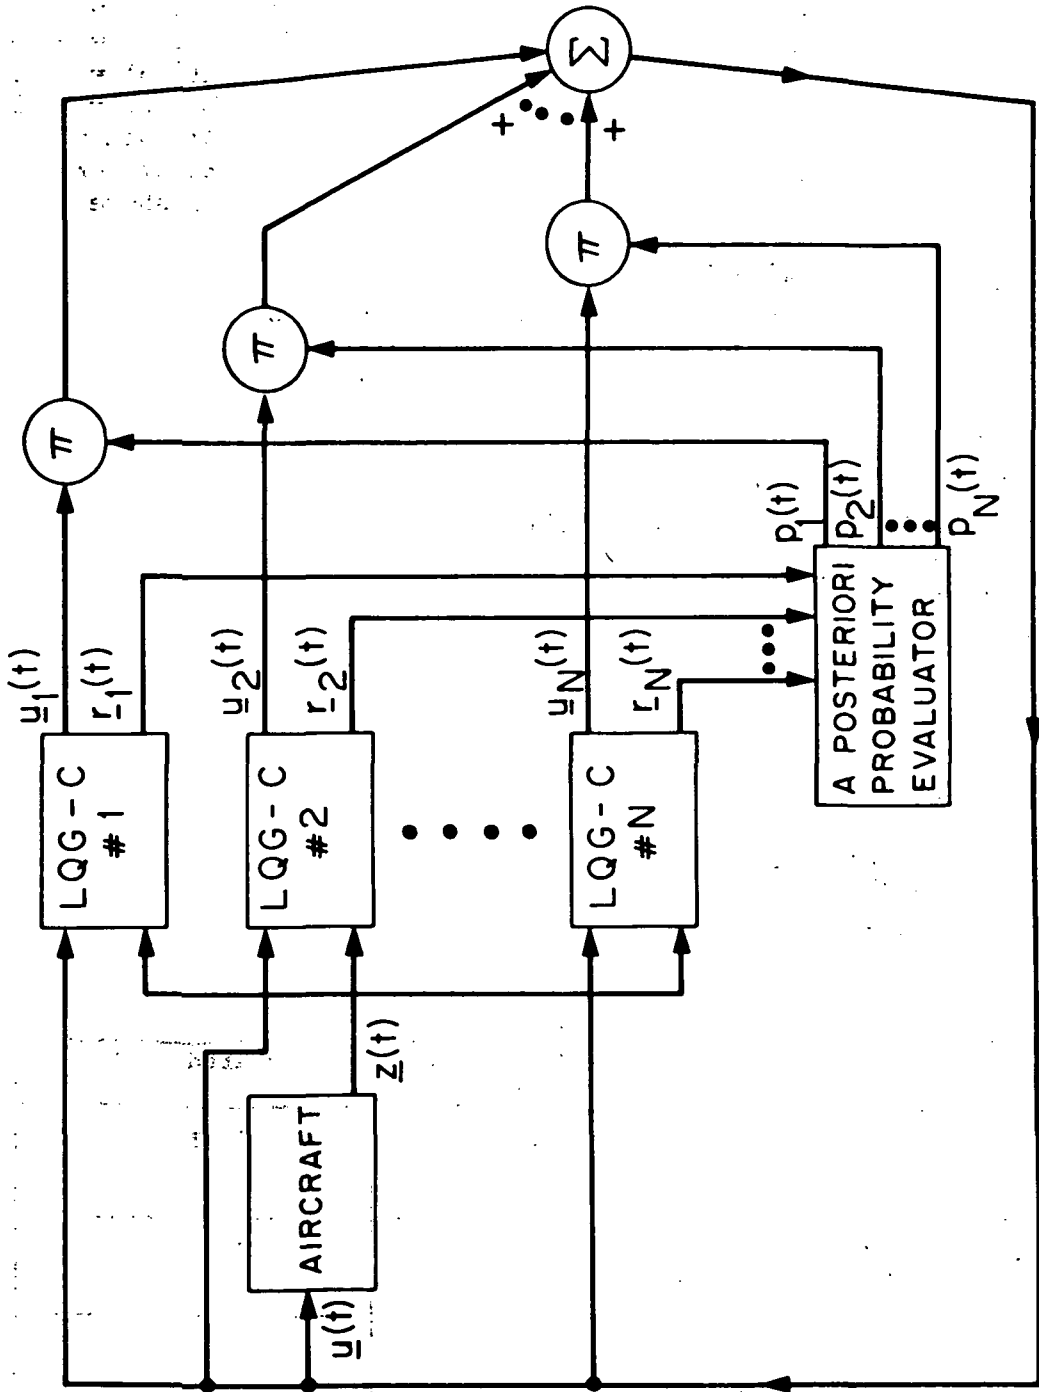 u(t)
AIRCRAFT
z(t)
LQG-C
#1
u1(t)
r1(t)
LQG-C
#2
u2(t)
r2(t)
LQG-C
#N
uN(t)
rN(t)
A POSTERIORI
PROBABILITY
EVALUATOR
p1(t)
p2(t)
pN(t)
π
π
π
+
+
Σ